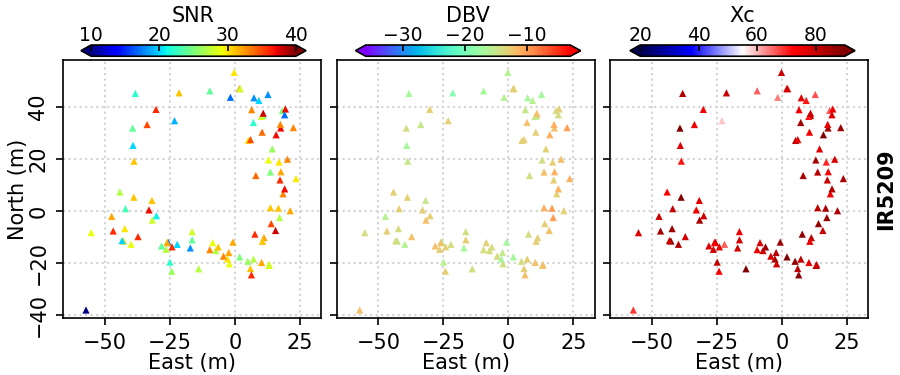 SNR DBV Xc
10 20 30 40 −30 −20 −10 20 40 60 80
North (m)
40
20
0
−20
−40
IR5209
−50 −25 0 25 −50 −25 0 25 −50 −25 0 25
East (m) East (m) East (m)